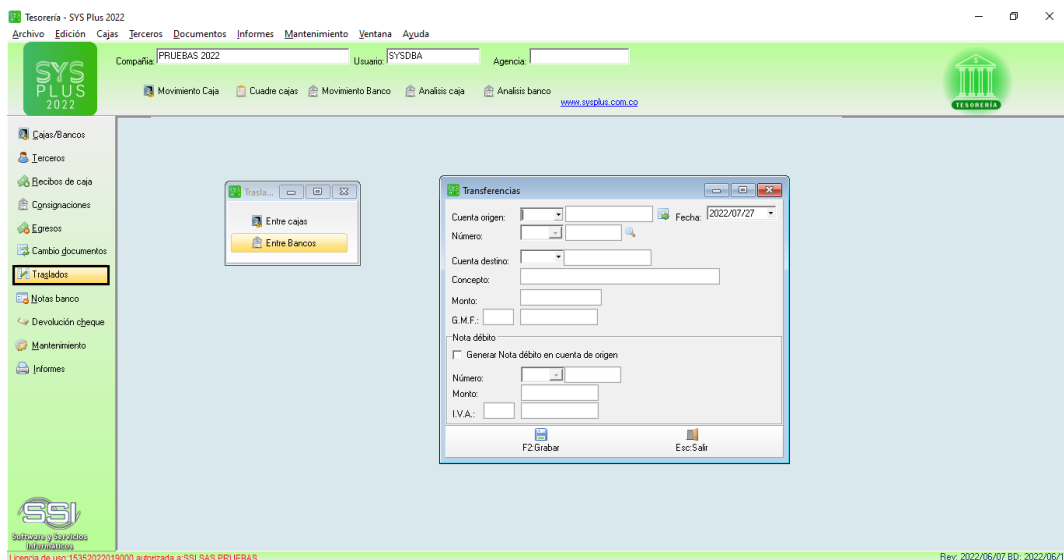 Tesorería - SYS Plus 2022
Archivo Edición Cajas Terceros Documentos Informes Mantenimiento Ventana Ayuda
SYS
PLUS
2022
Compañia: PRUEBAS 2022 Usuario: SYSDBA Agencia:
Movimiento Caja Cuadre cajas Movimiento Banco Analisis caja Analisis banco
www.sysplus.com.co
TESORERÍA
Cajas/Bancos
Terceros
Recibos de caja
Consignaciones
Egresos
Cambio documentos
Traslados
Notas banco
Devolución cheque
Mantenimiento
Informes
Trasla...
Entre cajas
Entre Bancos
Transferencias
Cuenta origen: Fecha: 2022/07/27
Número:
Cuenta destino:
Concepto:
Monto:
G.M.F.:
Nota débito
Generar Nota débito en cuenta de origen
Número:
Monto:
I.V.A.:
F2:Grabar Esc:Salir
SSI
Software y Servicios
Informáticos
Licencia de uso:15352022019000 autorizada a:SSI SAS PRUEBAS Rev: 2022/06/07 BD: 2022/06/1